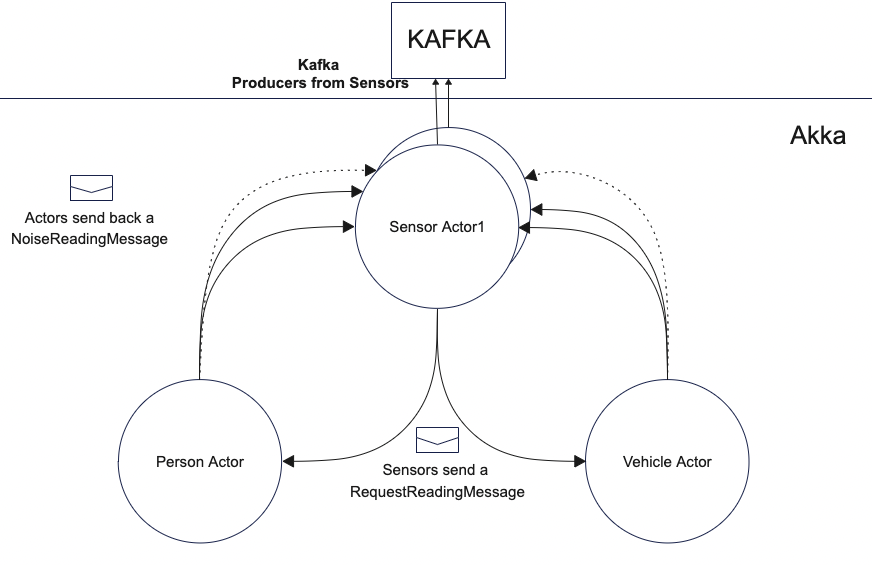 KAFKA
Kafka
Producers from Sensors
Akka
Actors send back a
NoiseReadingMessage
Sensor Actor1
Person Actor
Sensors send a
RequestReadingMessage
Vehicle Actor